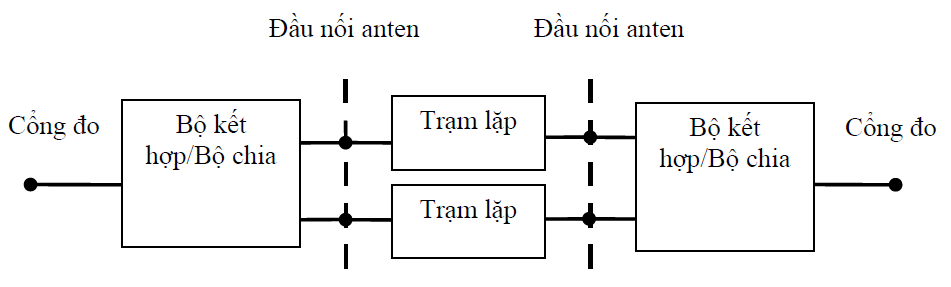 Đầu nối anten
Đầu nối anten
Cổng đo
Bộ kết
hợp/Bộ chia
Trạm lặp
Trạm lặp
Bộ kết
hợp/Bộ chia
Cổng đo